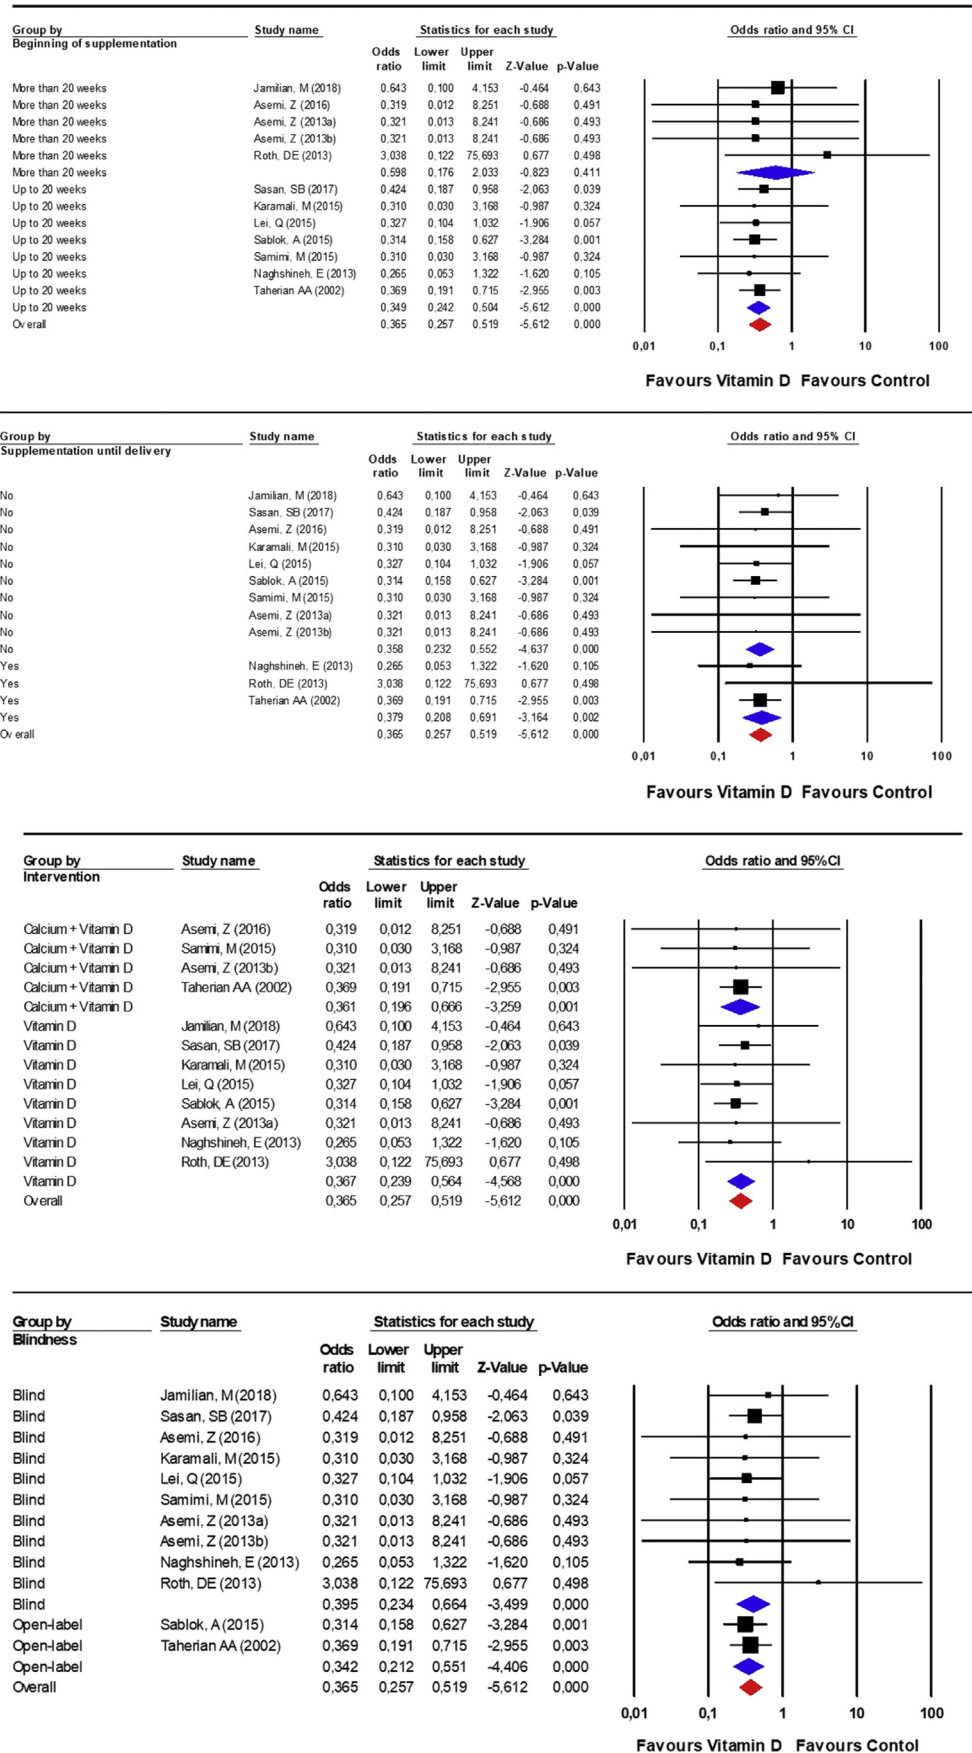 Group by Study name Statistics for each study Odds ratio and 95% CI
Beginning of supplementation
Odds Lower Upper
ratio limit limit Z-Value p-Value
More than 20 weeks Jamilian, M (2018) 0,643 0,100 4,153 -0,464 0,643
More than 20 weeks Asemi, Z (2016) 0,319 0,012 8,251 -0,688 0,491
More than 20 weeks Asemi, Z (2013a) 0,321 0,013 8,241 -0,686 0,493
More than 20 weeks Asemi, Z (2013b) 0,321 0,013 8,241 -0,686 0,493
More than 20 weeks Roth, DE (2013) 3,038 0,122 75,693 0,677 0,498
More than 20 weeks 0,598 0,176 2,033 -0,823 0,411
Up to 20 weeks Sasan, SB (2017) 0,424 0,187 0,958 -2,063 0,039
Up to 20 weeks Karamali, M (2015) 0,310 0,030 3,168 -0,987 0,324
Up to 20 weeks Lei, Q (2015) 0,327 0,104 1,032 -1,906 0,057
Up to 20 weeks Sablok, A (2015) 0,314 0,158 0,627 -3,284 0,001
Up to 20 weeks Samimi, M (2015) 0,310 0,030 3,168 -0,987 0,324
Up to 20 weeks Naghshineh, E (2013) 0,265 0,053 1,322 -1,620 0,105
Up to 20 weeks Taherian AA (2002) 0,369 0,191 0,715 -2,955 0,003
Up to 20 weeks 0,349 0,242 0,504 -5,612 0,000
Overall 0,365 0,257 0,519 -5,612 0,000
0,01 0,1 1 10 100
Favours Vitamin D Favours Control
Group by Study name Statistics for each study Odds ratio and 95% CI
Supplementation until delivery
Odds Lower Upper
ratio limit limit Z-Value p-Value
No Jamilian, M (2018) 0,643 0,100 4,153 -0,464 0,643
No Sasan, SB (2017) 0,424 0,187 0,958 -2,063 0,039
No Asemi, Z (2016) 0,319 0,012 8,251 -0,688 0,491
No Karamali, M (2015) 0,310 0,030 3,168 -0,987 0,324
No Lei, Q (2015) 0,327 0,104 1,032 -1,906 0,057
No Sablok, A (2015) 0,314 0,158 0,627 -3,284 0,001
No Samimi, M (2015) 0,310 0,030 3,168 -0,987 0,324
No Asemi, Z (2013a) 0,321 0,013 8,241 -0,686 0,493
No Asemi, Z (2013b) 0,321 0,013 8,241 -0,686 0,493
No 0,358 0,232 0,552 -4,637 0,000
Yes Naghshineh, E (2013) 0,265 0,053 1,322 -1,620 0,105
Yes Roth, DE (2013) 3,038 0,122 75,693 0,677 0,498
Yes Taherian AA (2002) 0,369 0,191 0,715 -2,955 0,003
Yes 0,379 0,208 0,691 -3,164 0,002
Overall 0,365 0,257 0,519 -5,612 0,000
0,01 0,1 1 10 100
Favours Vitamin D Favours Control
Group by Study name Statistics for each study Odds ratio and 95%CI
Intervention
Odds Lower Upper
ratio limit limit Z-Value p-Value
Calcium + Vitamin D Asemi, Z (2016) 0,319 0,012 8,251 -0,688 0,491
Calcium + Vitamin D Samimi, M (2015) 0,310 0,030 3,168 -0,987 0,324
Calcium + Vitamin D Asemi, Z (2013b) 0,321 0,013 8,241 -0,686 0,493
Calcium + Vitamin D Taherian AA (2002) 0,369 0,191 0,715 -2,955 0,003
Calcium + Vitamin D 0,361 0,196 0,666 -3,259 0,001
Vitamin D Jamilian, M (2018) 0,643 0,100 4,153 -0,464 0,643
Vitamin D Sasan, SB (2017) 0,424 0,187 0,958 -2,063 0,039
Vitamin D Karamali, M (2015) 0,310 0,030 3,168 -0,987 0,324
Vitamin D Lei, Q (2015) 0,327 0,104 1,032 -1,906 0,057
Vitamin D Sablok, A (2015) 0,314 0,158 0,627 -3,284 0,001
Vitamin D Asemi, Z (2013a) 0,321 0,013 8,241 -0,686 0,493
Vitamin D Naghshineh, E (2013) 0,265 0,053 1,322 -1,620 0,105
Vitamin D Roth, DE (2013) 3,038 0,122 75,693 0,677 0,498
Vitamin D 0,367 0,239 0,564 -4,568 0,000
Overall 0,365 0,257 0,519 -5,612 0,000
0,01 0,1 1 10 100
Favours Vitamin D Favours Control
Group by Study name Statistics for each study Odds ratio and 95%CI
Blindness
Odds Lower Upper
ratio limit limit Z-Value p-Value
Blind Jamilian, M (2018) 0,643 0,100 4,153 -0,464 0,643
Blind Sasan, SB (2017) 0,424 0,187 0,958 -2,063 0,039
Blind Asemi, Z (2016) 0,319 0,012 8,251 -0,688 0,491
Blind Karamali, M (2015) 0,310 0,030 3,168 -0,987 0,324
Blind Lei, Q (2015) 0,327 0,104 1,032 -1,906 0,057
Blind Samimi, M (2015) 0,310 0,030 3,168 -0,987 0,324
Blind Asemi, Z (2013a) 0,321 0,013 8,241 -0,686 0,493
Blind Asemi, Z (2013b) 0,321 0,013 8,241 -0,686 0,493
Blind Naghshineh, E (2013) 0,265 0,053 1,322 -1,620 0,105
Blind Roth, DE (2013) 3,038 0,122 75,693 0,677 0,498
Blind 0,395 0,234 0,664 -3,499 0,000
Open-label Sablok, A (2015) 0,314 0,158 0,627 -3,284 0,001
Open-label Taherian AA (2002) 0,369 0,191 0,715 -2,955 0,003
Open-label 0,342 0,212 0,551 -4,406 0,000
Overall 0,365 0,257 0,519 -5,612 0,000
0,01 0,1 1 10 100
Favours Vitamin D Favours Contol